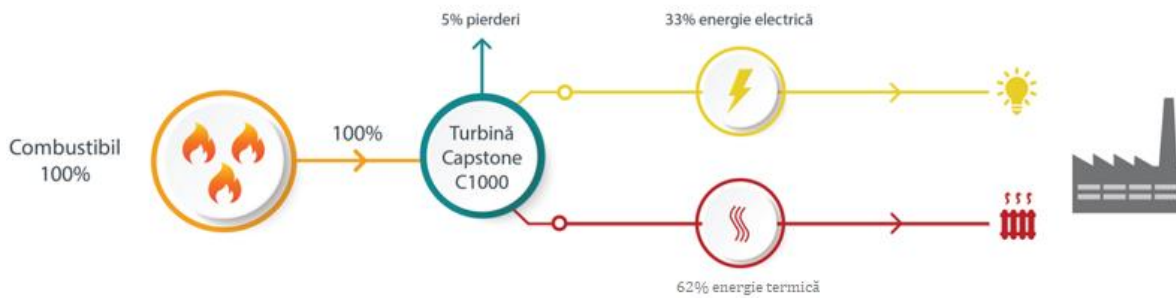 5% pierderi
33% energie electrică
Combustibil
100%
100%
Turbină
Capstone
C1000
62% energie termică